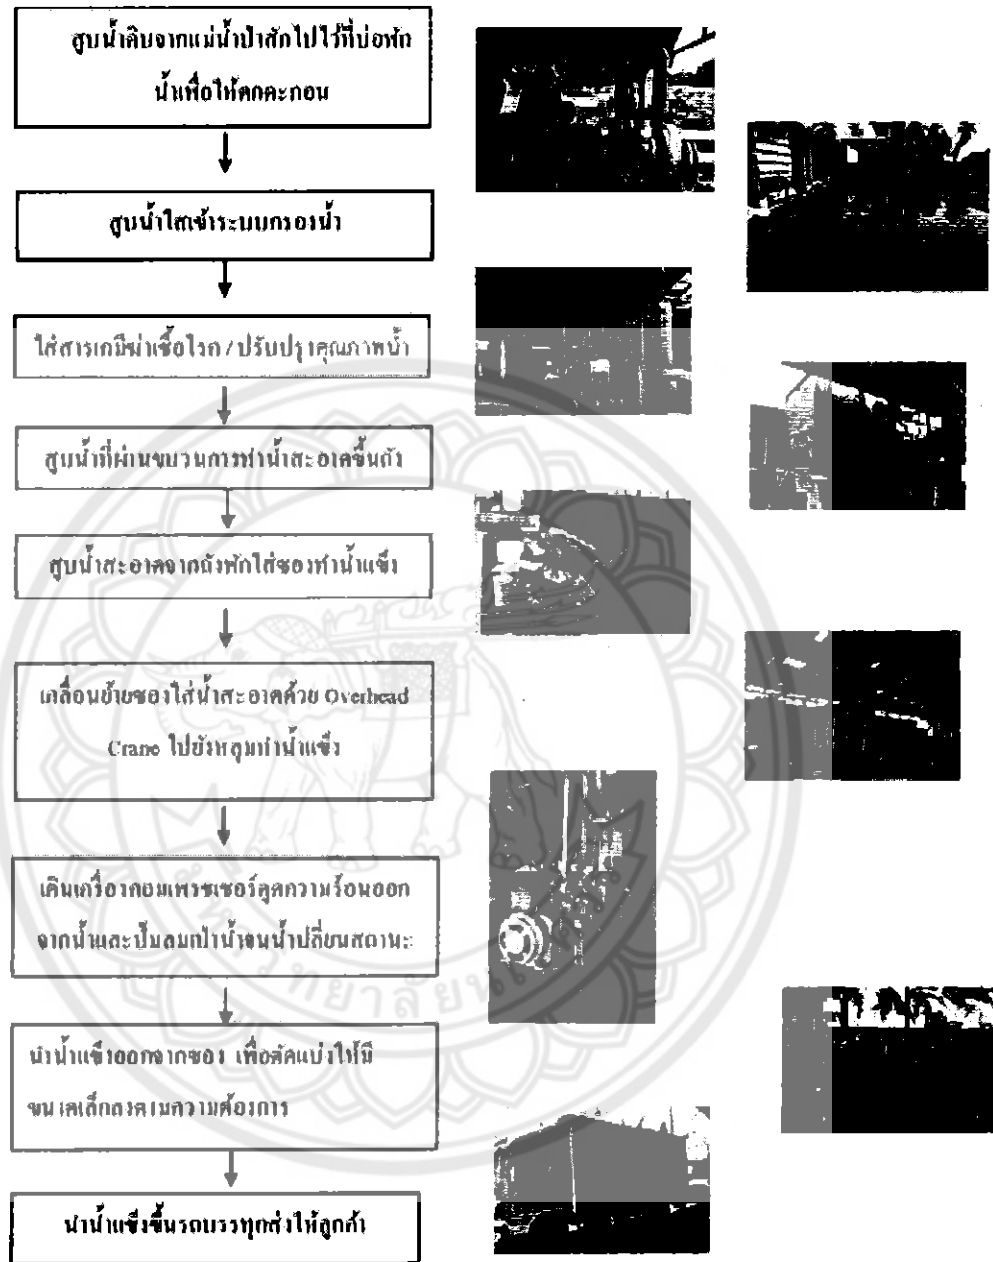 สูบน้ำดิบจากแม่น้ำป่าสักไปไว้ที่บ่อพัก
น้ำเพื่อให้ตกตะกอน
สูบน้ำใสเข้าระบบกรองน้ำ
ใส่สารเคมีฆ่าเชื้อโรค/ปรับปรุงคุณภาพน้ำ
สูบน้ำที่ผ่านขบวนการทำน้ำสะอาดขึ้นถัง
สูบน้ำสะอาดจากถังพักใส่ซองทำน้ำแข็ง
เคลื่อนย้ายซองใส่น้ำสะอาดด้วย Overhead
Crane ไปยังหลุมทำน้ำแข็ง
เดินเครื่องคอมเพรชเซอร์ดูดความร้อนออก
จากน้ำและปั๊มลมเป่าน้ำจนน้ำเปลี่ยนสถานะ
นำน้ำแข็งออกจากซอง เพื่อตัดแบ่งให้มี
ขนาดเล็กลงตามความต้องการ
นำน้ำแข็งขึ้นรถบรรทุกส่งให้ลูกค้า